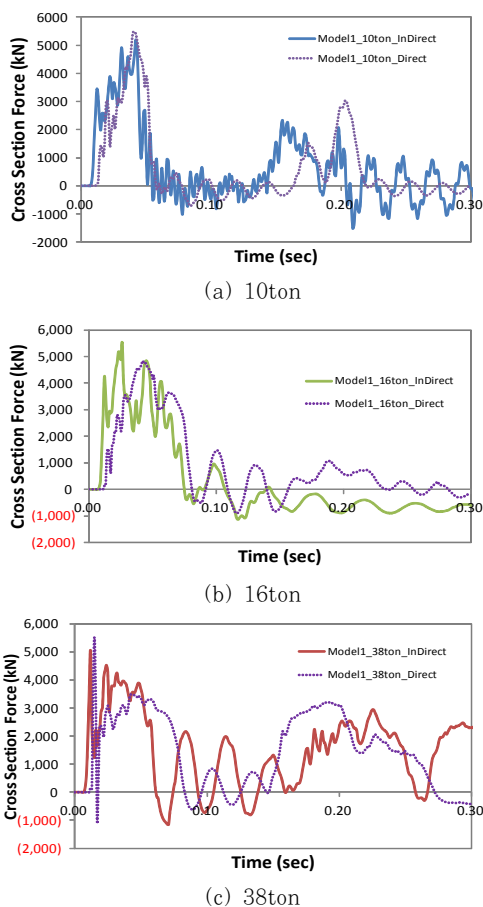 6000
5000
4000
3000
2000
1000
0
-1000
-2000
Cross Section Force (kN)
Model1_10ton_InDirect
Model1_10ton_Direct
0.00 0.10 0.20 0.30
Time (sec)
(a) 10ton
6,000
5,000
4,000
3,000
2,000
1,000
0
(1,000)
(2,000)
Cross Section Force (kN)
Model1_16ton_InDirect
Model1_16ton_Direct
0.00 0.10 0.20 0.30
Time (sec)
(b) 16ton
6,000
5,000
4,000
3,000
2,000
1,000
0
(1,000)
(2,000)
Cross Section Force (kN)
Model1_38ton_InDirect
Model1_38ton_Direct
0.00 0.10 0.20 0.30
Time (sec)
(c) 38ton